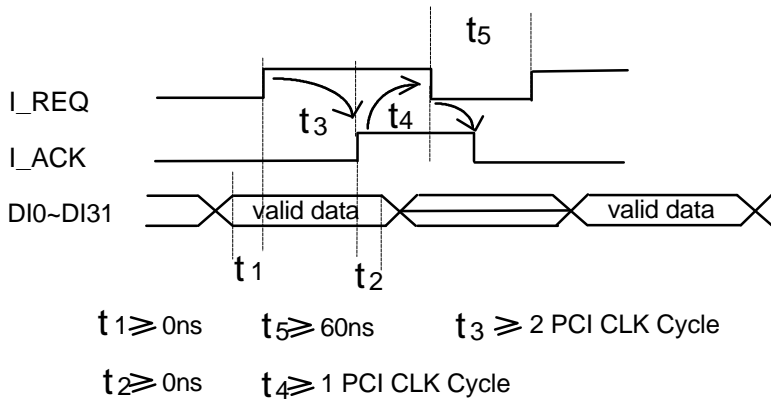 t5
I_REQ
t3 t4
I_ACK
DI0~DI31 valid data valid data
t1 t2
t1≥0ns t5≥60ns t3≥2 PCI CLK Cycle
t2≥0ns t4≥1 PCI CLK Cycle